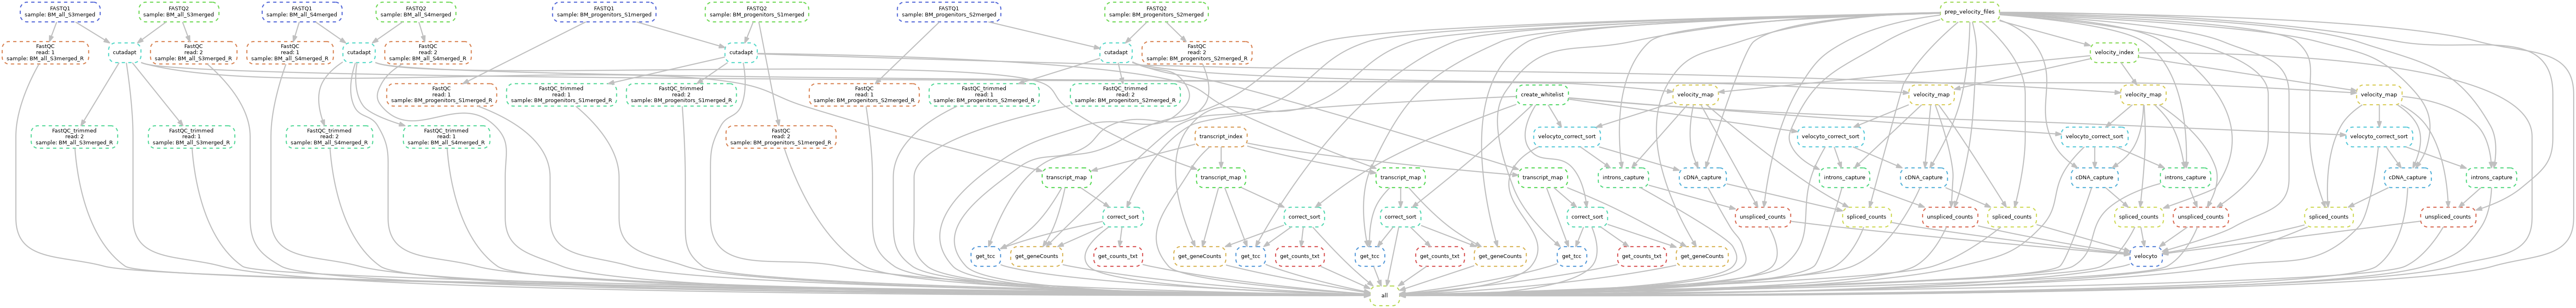 FASTQ1
sample: BM_all_S3merged
FASTQ2
sample: BM_all_S3merged
FASTQ1
sample: BM_all_S4merged
FASTQ2
sample: BM_all_S4merged
FASTQ1
sample: BM_progenitors_S1merged
FASTQ2
sample: BM_progenitors_S1merged
FASTQ1
sample: BM_progenitors_S2merged
FASTQ2
sample: BM_progenitors_S2merged
prep_velocity_files
FastQC
read: 1
sample: BM_all_S3merged_R
cutadapt
FastQC
read: 2
sample: BM_all_S3merged_R
FastQC
read: 1
sample: BM_all_S4merged_R
cutadapt
FastQC
read: 2
sample: BM_all_S4merged_R
cutadapt
cutadapt
FastQC
read: 2
sample: BM_progenitors_S2merged_R
velocity_index
FastQC
read: 1
sample: BM_progenitors_S1merged_R
FastQC_trimmed
read: 1
sample: BM_progenitors_S1merged_R
FastQC_trimmed
read: 2
sample: BM_progenitors_S1merged_R
FastQC
read: 1
sample: BM_progenitors_S2merged_R
FastQC_trimmed
read: 1
sample: BM_progenitors_S2merged_R
FastQC_trimmed
read: 2
sample: BM_progenitors_S2merged_R
create_whitelist
velocity_map
velocity_map
velocity_map
velocity_map
FastQC_trimmed
read: 2
sample: BM_all_S3merged_R
FastQC_trimmed
read: 1
sample: BM_all_S3merged_R
FastQC_trimmed
read: 2
sample: BM_all_S4merged_R
FastQC_trimmed
read: 1
sample: BM_all_S4merged_R
FastQC
read: 2
sample: BM_progenitors_S1merged_R
transcript_index
velocyto_correct_sort
velocyto_correct_sort
velocyto_correct_sort
velocyto_correct_sort
transcript_map
transcript_map
transcript_map
transcript_map
introns_capture
cDNA_capture
introns_capture
cDNA_capture
cDNA_capture
introns_capture
cDNA_capture
introns_capture
correct_sort
correct_sort
correct_sort
correct_sort
unspliced_counts
spliced_counts
unspliced_counts
spliced_counts
spliced_counts
unspliced_counts
spliced_counts
unspliced_counts
get_tcc
get_geneCounts
get_counts_txt
get_geneCounts
get_tcc
get_counts_txt
get_tcc
get_counts_txt
get_geneCounts
get_tcc
get_counts_txt
get_geneCounts
velocyto
all